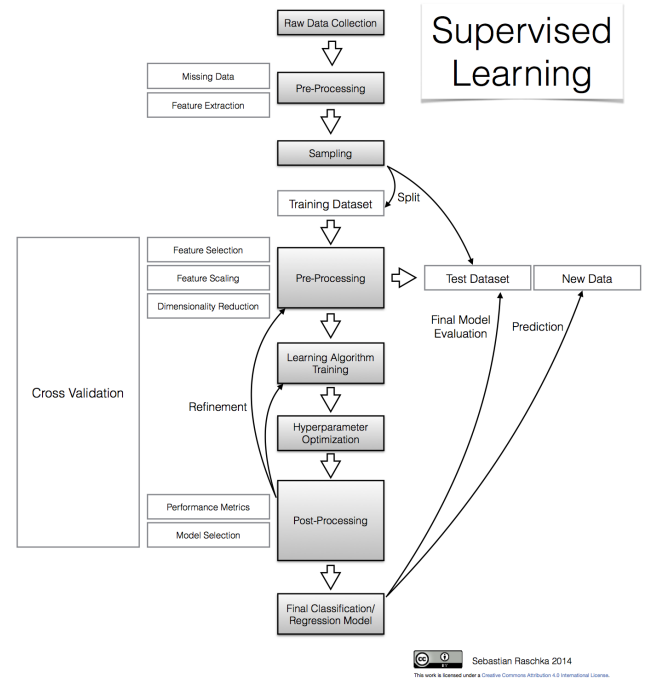 Supervised
Learning
Raw Data Collection
Missing Data
Feature Extraction
Pre-Processing
Sampling
Split
Training Dataset
Feature Selection
Feature Scaling
Dimensionality Reduction
Pre-Processing
Test Dataset
New Data
Final Model
Evaluation
Prediction
Learning Algorithm
Training
Cross Validation
Refinement
Hyperparameter
Optimization
Performance Metrics
Model Selection
Post-Processing
Final Classification/
Regression Model
cc BY
Sebastian Raschka 2014
This work is licensed under a Creative Commons Attribution 4.0 International License.